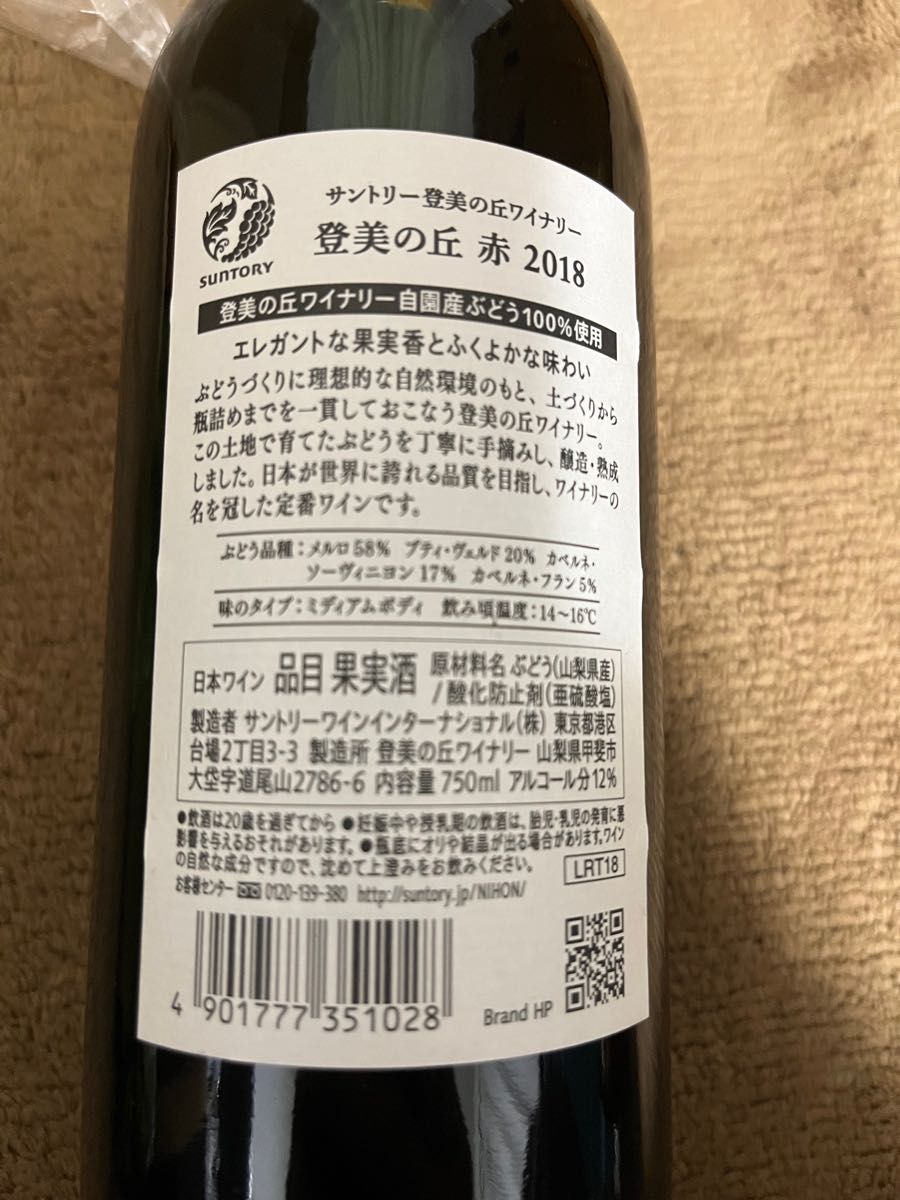 サントリー登美の丘ワイナリー
登美の丘 赤 2018
SUNTORY
登美の丘ワイナリー自園産ぶどう100%使用
エレガントな果実香とふくよかな味わい
ぶどうづくりに理想的な自然環境のもと、土づくりから
瓶詰めまでを一貫しておこなう登美の丘ワイナリー。
この土地で育てたぶどうを丁寧に手摘みし、醸造・熟成
しました。日本が世界に誇れる品質を目指し、ワイナリーの
名を冠した定番ワインです。
ぶどう品種：メルロ 58% プティ・ヴェルド 20% カベルネ・
ソーヴィニヨン 17% カベルネ・フラン 5%
味のタイプ：ミディアムボディ 飲み頃温度：14〜16℃
日本ワイン 品目 果実酒 原材料名 ぶどう(山梨県産)
/ 酸化防止剤(亜硫酸塩)
製造者 サントリーワインインターナショナル(株) 東京都港区
台場2丁目3-3 製造所 登美の丘ワイナリー 山梨県甲斐市
大垈字道尾山2786-6 内容量 750ml アルコール分12%
●飲酒は20歳を過ぎてから ●妊娠中や授乳期の飲酒は、胎児・乳児の発育に悪
影響を与えるおそれがあります。●瓶底にオリや結晶が出る場合があります。ワイン
の自然な成分ですので、沈めて上澄みをお飲みください。
LRT18
お客様センター 0120-139-380 http://suntory.jp/NIHON/
4 901777 351028
Brand HP